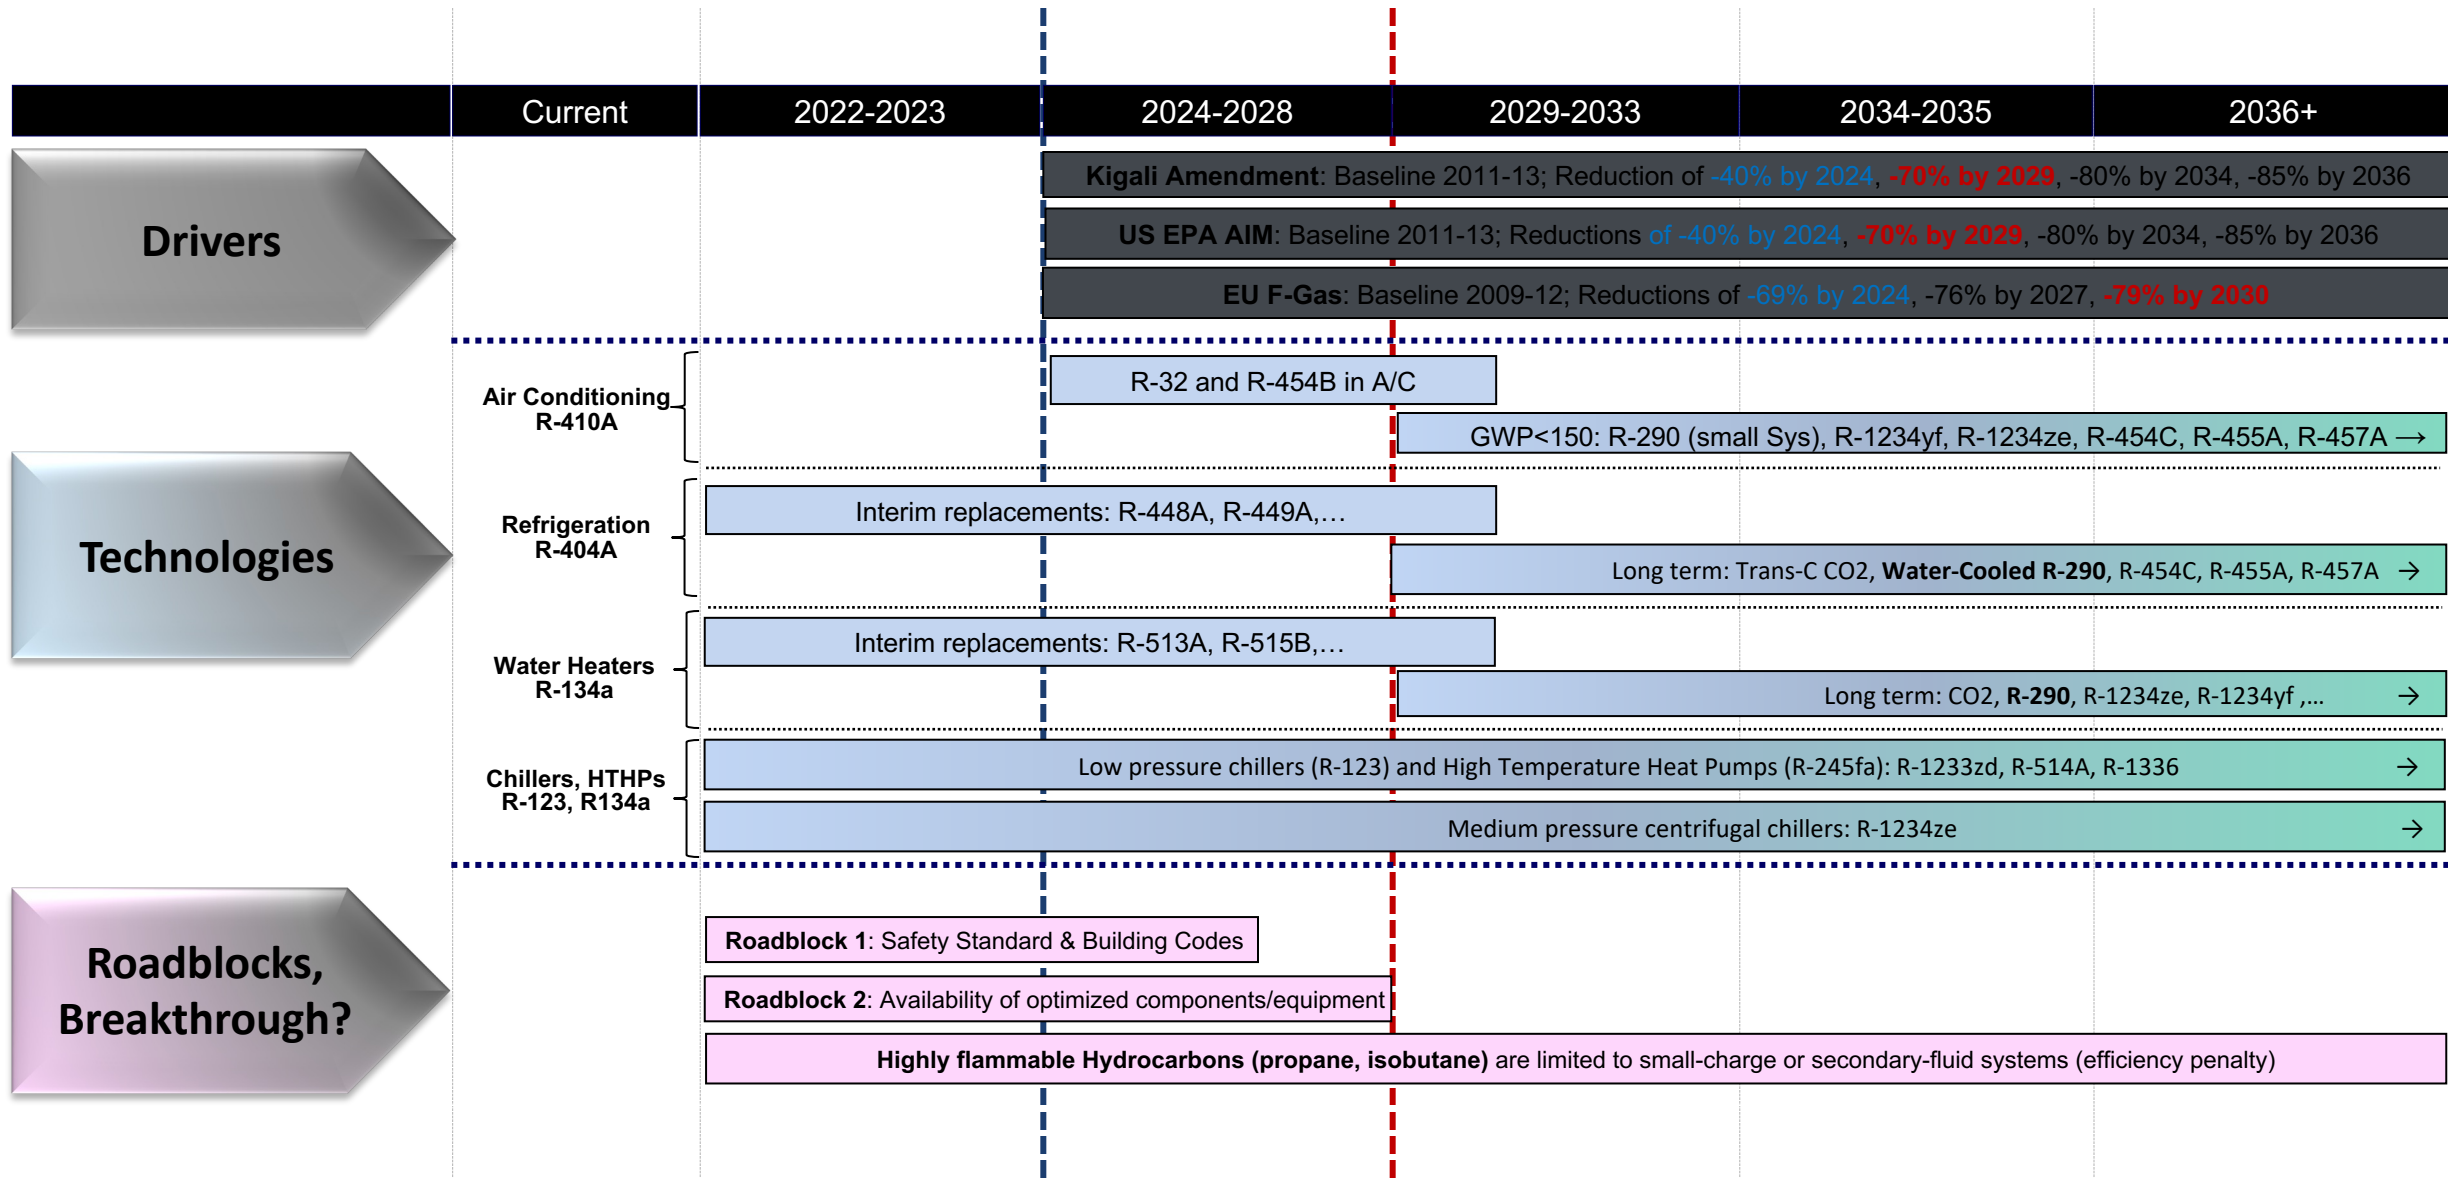 Current 2022-2023 2024-2028 2029-2033 2034-2035 2036+
Drivers
Kigali Amendment: Baseline 2011-13; Reduction of -40% by 2024, -70% by 2029, -80% by 2034, -85% by 2036
US EPA AIM: Baseline 2011-13; Reductions of -40% by 2024, -70% by 2029, -80% by 2034, -85% by 2036
EU F-Gas: Baseline 2009-12; Reductions of -69% by 2024, -76% by 2027, -79% by 2030
Technologies
Air Conditioning
R-410A
R-32 and R-454B in A/C
GWP<150: R-290 (small Sys), R-1234yf, R-1234ze, R-454C, R-455A, R-457A →
Refrigeration
R-404A
Interim replacements: R-448A, R-449A,…
Long term: Trans-C CO2, Water-Cooled R-290, R-454C, R-455A, R-457A →
Water Heaters
R-134a
Interim replacements: R-513A, R-515B,…
Long term: CO2, R-290, R-1234ze, R-1234yf ,… →
Chillers, HTHPs
R-123, R134a
Low pressure chillers (R-123) and High Temperature Heat Pumps (R-245fa): R-1233zd, R-514A, R-1336 →
Medium pressure centrifugal chillers: R-1234ze →
Roadblocks,
Breakthrough?
Roadblock 1: Safety Standard & Building Codes
Roadblock 2: Availability of optimized components/equipment
Highly flammable Hydrocarbons (propane, isobutane) are limited to small-charge or secondary-fluid systems (efficiency penalty)